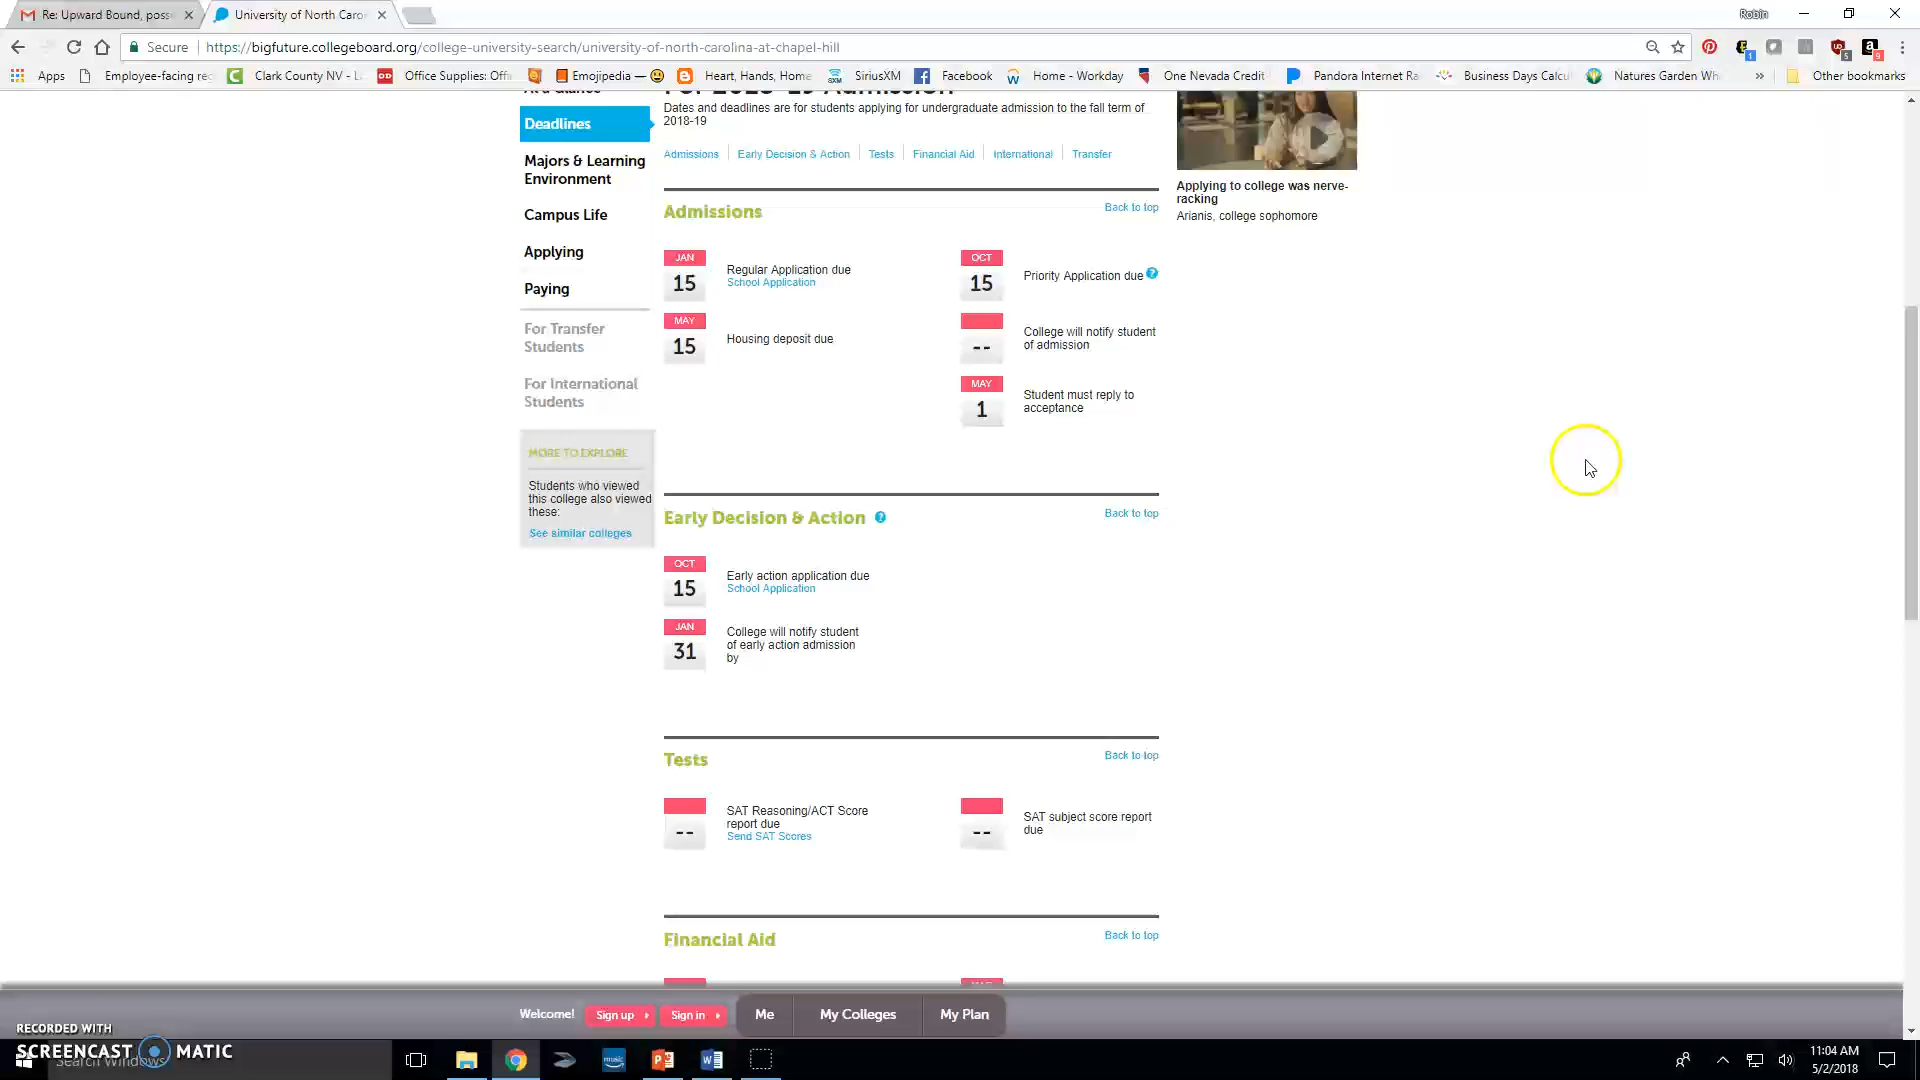 Re: Upward Bound, poss
University of North Caro
Robin
Secure
https://bigfuture.collegeboard.org/college-university-search/university-of-north-carolina-at-chapel-hill
Apps
Employee-facing re
Clark County NV - L
Office Supplies: Offi
Emojipedia —
Heart, Hands, Home
SiriusXM
Facebook
Home - Workday
One Nevada Credit
Pandora Internet Ra
Business Days Calcu
Natures Garden Wh
»
Other bookmarks
At a Glance
Deadlines
Majors & Learning
Environment
Campus Life
Applying
Paying
For Transfer
Students
For International
Students
MORE TO EXPLORE
Students who viewed
this college also viewed
these:
See similar colleges
For 2018-19 Admission
Dates and deadlines are for students applying for undergraduate admission to the fall term of
2018-19
Admissions
Early Decision & Action
Tests
Financial Aid
International
Transfer
Applying to college was nerve-
racking
Arianis, college sophomore
Admissions
Back to top
JAN
15
Regular Application due
School Application
OCT
15
Priority Application due
?
MAY
15
Housing deposit due
--
College will notify student
of admission
MAY
1
Student must reply to
acceptance
Early Decision & Action
?
Back to top
OCT
15
Early action application due
School Application
JAN
31
College will notify student
of early action admission
by
Tests
Back to top
--
SAT Reasoning/ACT Score
report due
Send SAT Scores
--
SAT subject score report
due
Financial Aid
Back to top
Welcome!
Sign up
Sign in
Me
My Colleges
My Plan
RECORDED WITH
SCREENCAST MATIC
Search Windows
11:04 AM
5/2/2018